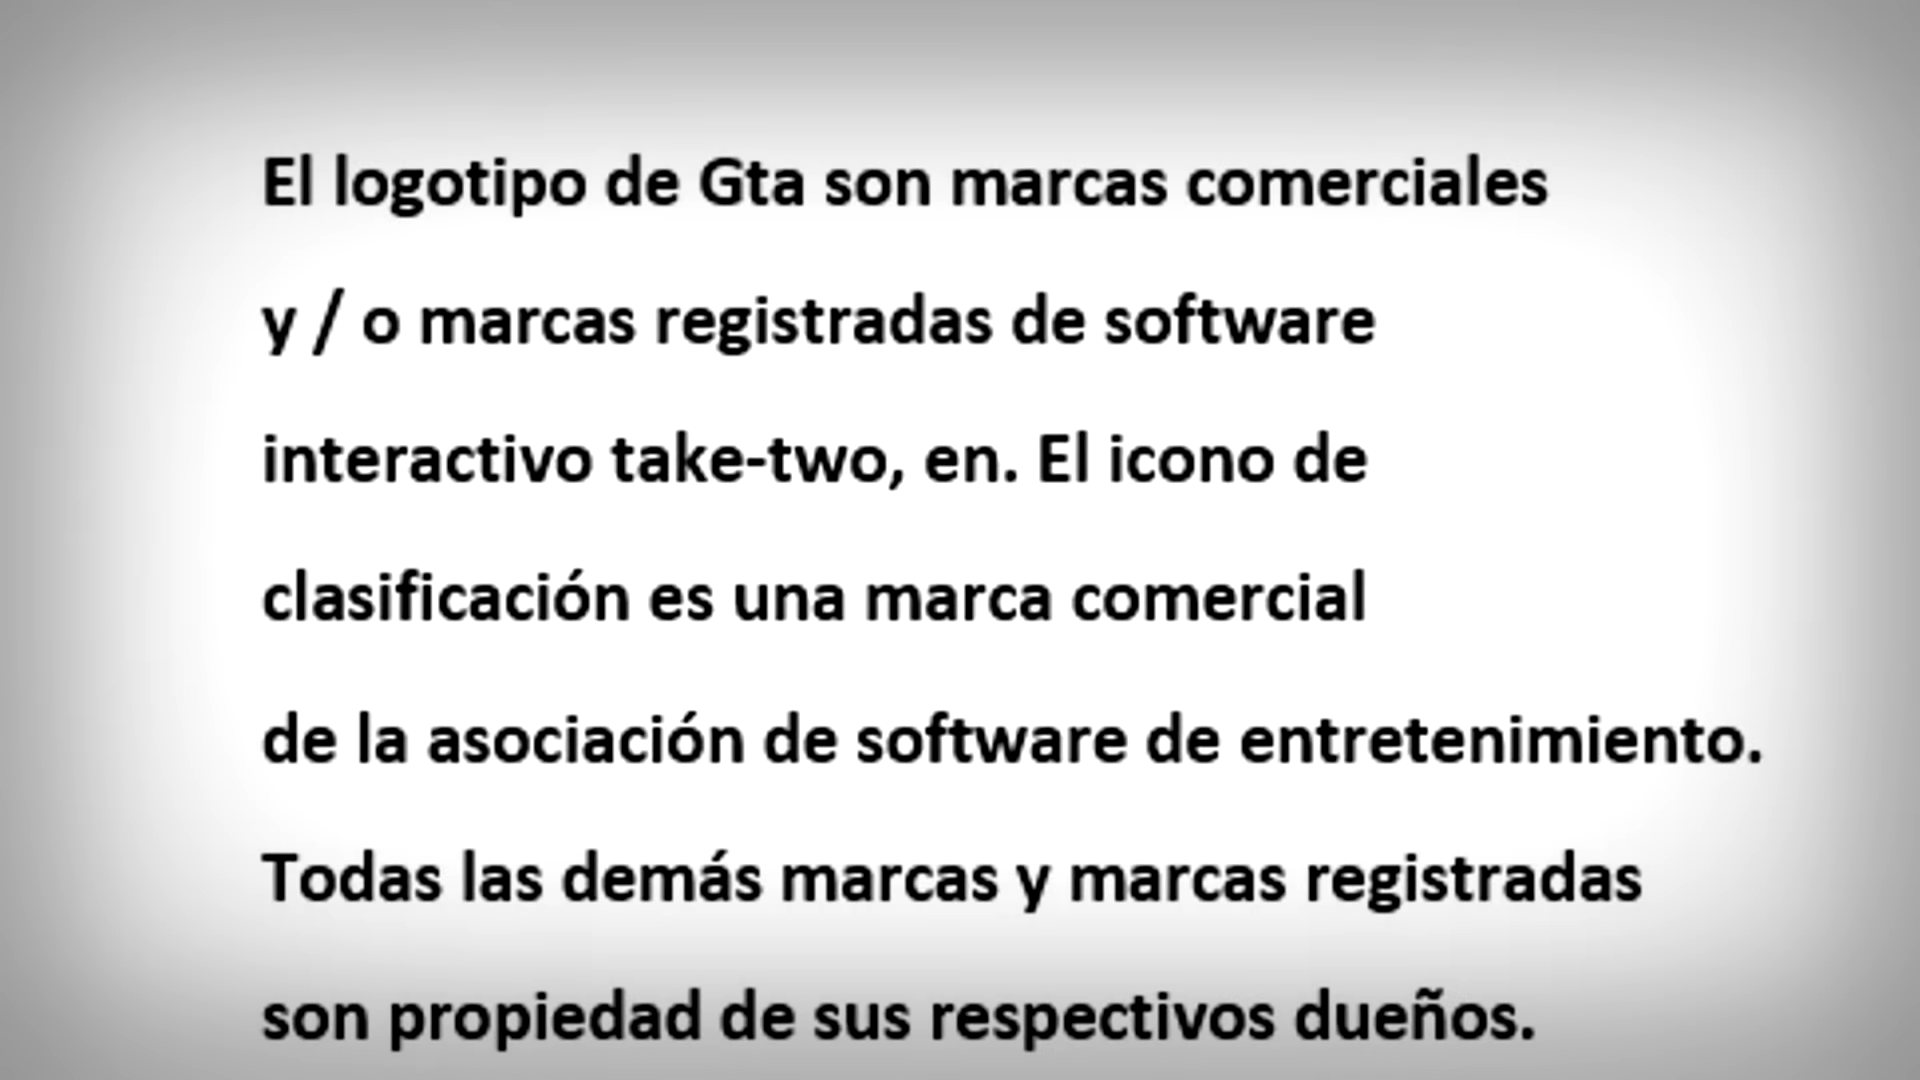 El logotipo de Gta son marcas comerciales
y / o marcas registradas de software
interactivo take-two, en. El icono de
clasificación es una marca comercial
de la asociación de software de entretenimiento.
Todas las demás marcas y marcas registradas
son propiedad de sus respectivos dueños.